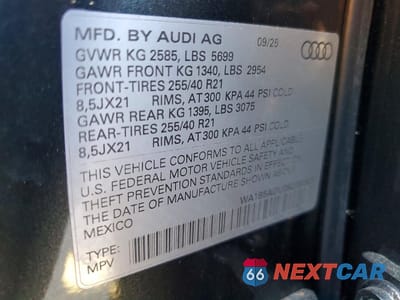 MFD. BY AUDI AG 09/25
GVWR KG 2585, LBS 5699
GAWR FRONT KG 1340, LBS 2954
FRONT-TIRES 255/40 R21
8,5JX21 RIMS, AT 300 KPA 44 PSI COLD
GAWR REAR KG 1395, LBS 3075
REAR-TIRES 255/40 R21
8,5JX21 RIMS, AT 300 KPA 44 PSI COLD
THIS VEHICLE CONFORMS TO ALL APPLICABLE
U.S. FEDERAL MOTOR VEHICLE SAFETY, BUMPER AND
THEFT PREVENTION STANDARDS IN EFFECT ON
THE DATE OF MANUFACTURE SHOWN ABOVE
MEXICO
TYPE:
MPV
66 NEXTCAR